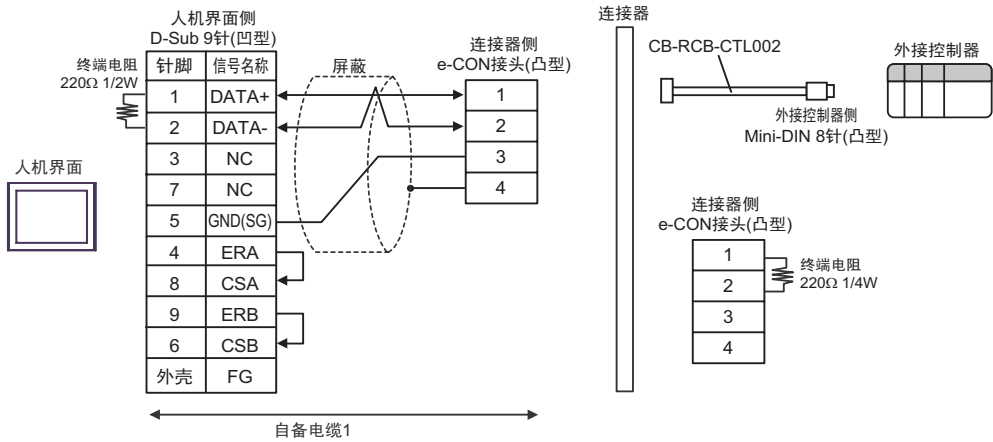 人机界面侧
D-Sub 9针(凹型)
终端电阻
220Ω 1/2W
针脚 信号名称
1 DATA+
2 DATA-
3 NC
7 NC
5 GND(SG)
4 ERA
8 CSA
9 ERB
6 CSB
外壳 FG
屏蔽
人机界面
自备电缆1
连接器侧
e-CON接头(凸型)
1
2
3
4
连接器
CB-RCB-CTL002
外接控制器
外接控制器侧
Mini-DIN 8针(凸型)
连接器侧
e-CON接头(凸型)
1
2
3
4
终端电阻
220Ω 1/4W